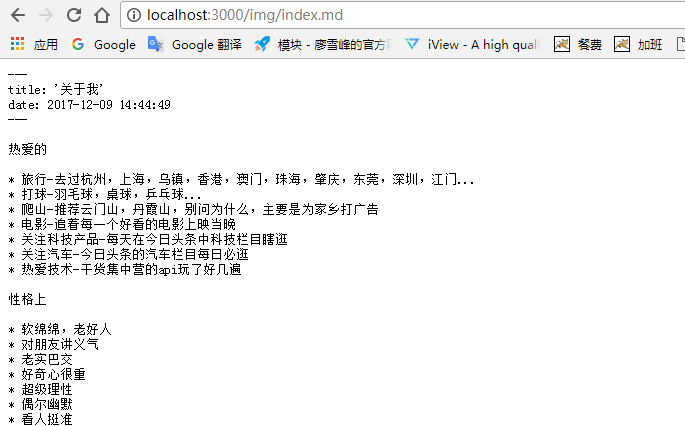 localhost:3000/img/index.md
应用 Google Google 翻译 模块 - 廖雪峰的官方网 iView - A high quali 餐费 加班
---
title: '关于我'
date: 2017-12-09 14:44:49
---
热爱的
* 旅行-去过杭州，上海，乌镇，香港，澳门，珠海，肇庆，东莞，深圳，江门...
* 打球-羽毛球，桌球，乒乓球...
* 爬山-推荐云门山，丹霞山，别问为什么，主要是为家乡打广告
* 电影-追着每一个好看的电影上映当晚
* 关注科技产品-每天在今日头条中科技栏目瞎逛
* 关注汽车-今日头条的汽车栏目每日必逛
* 热爱技术-干货集中营的api玩了好几遍
性格上
* 软绵绵，老好人
* 对朋友讲义气
* 老实巴交
* 好奇心很重
* 超级理性
* 偶尔幽默
* 看人挺准